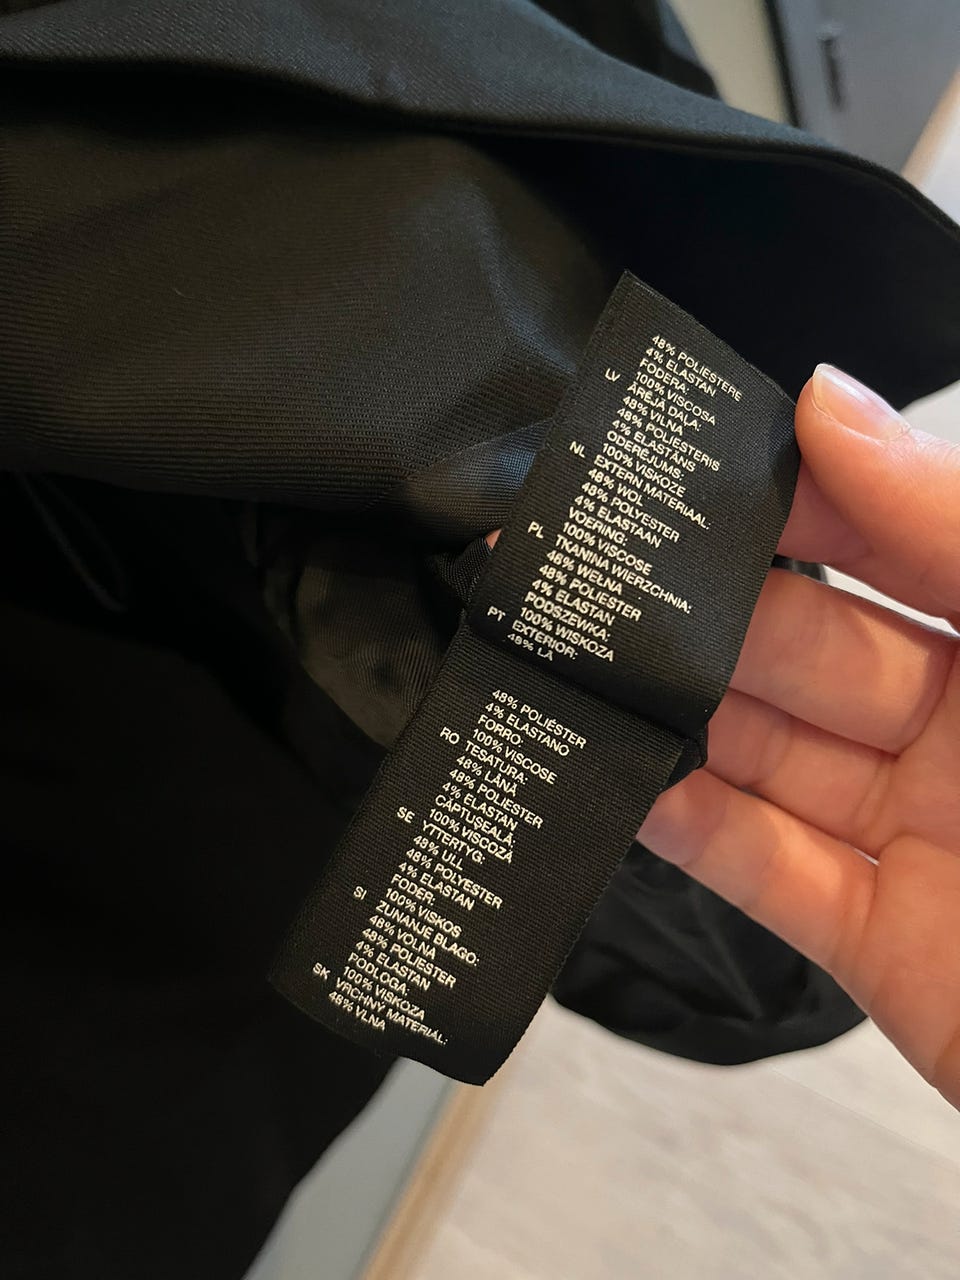 48% POLIESTERE
4% ELASTAN
FODERA:
100% VISCOSA
LV ĀRĒJĀ DAĻA:
48% VILNA
48% POLIESTERIS
4% ELASTĀNS
ODERĒJUMS:
100% VISKOZE
NL EXTERN MATERIAAL:
48% WOL
48% POLYESTER
4% ELASTAAN
VOERING:
100% VISCOSE
PL TKANINA WIERZCHNIA:
48% WEŁNA
48% POLIESTER
4% ELASTAN
PODSZEWKA:
100% WISKOZA
PT EXTERIOR:
48% LÃ
48% POLIÉSTER
4% ELASTANO
FORRO:
100% VISCOSE
RO TESATURA:
48% LÂNĂ
48% POLIESTER
4% ELASTAN
CĂPTUȘEALĂ:
100% VISCOZĂ
SE YTTERTYG:
48% ULL
48% POLYESTER
4% ELASTAN
FODER:
100% VISKOS
SI ZUNANJE BLAGO:
48% VOLNA
48% POLIESTER
4% ELASTAN
PODLOGA:
100% VISKOZA
SK VRCHNÝ MATERIÁL:
48% VLNA